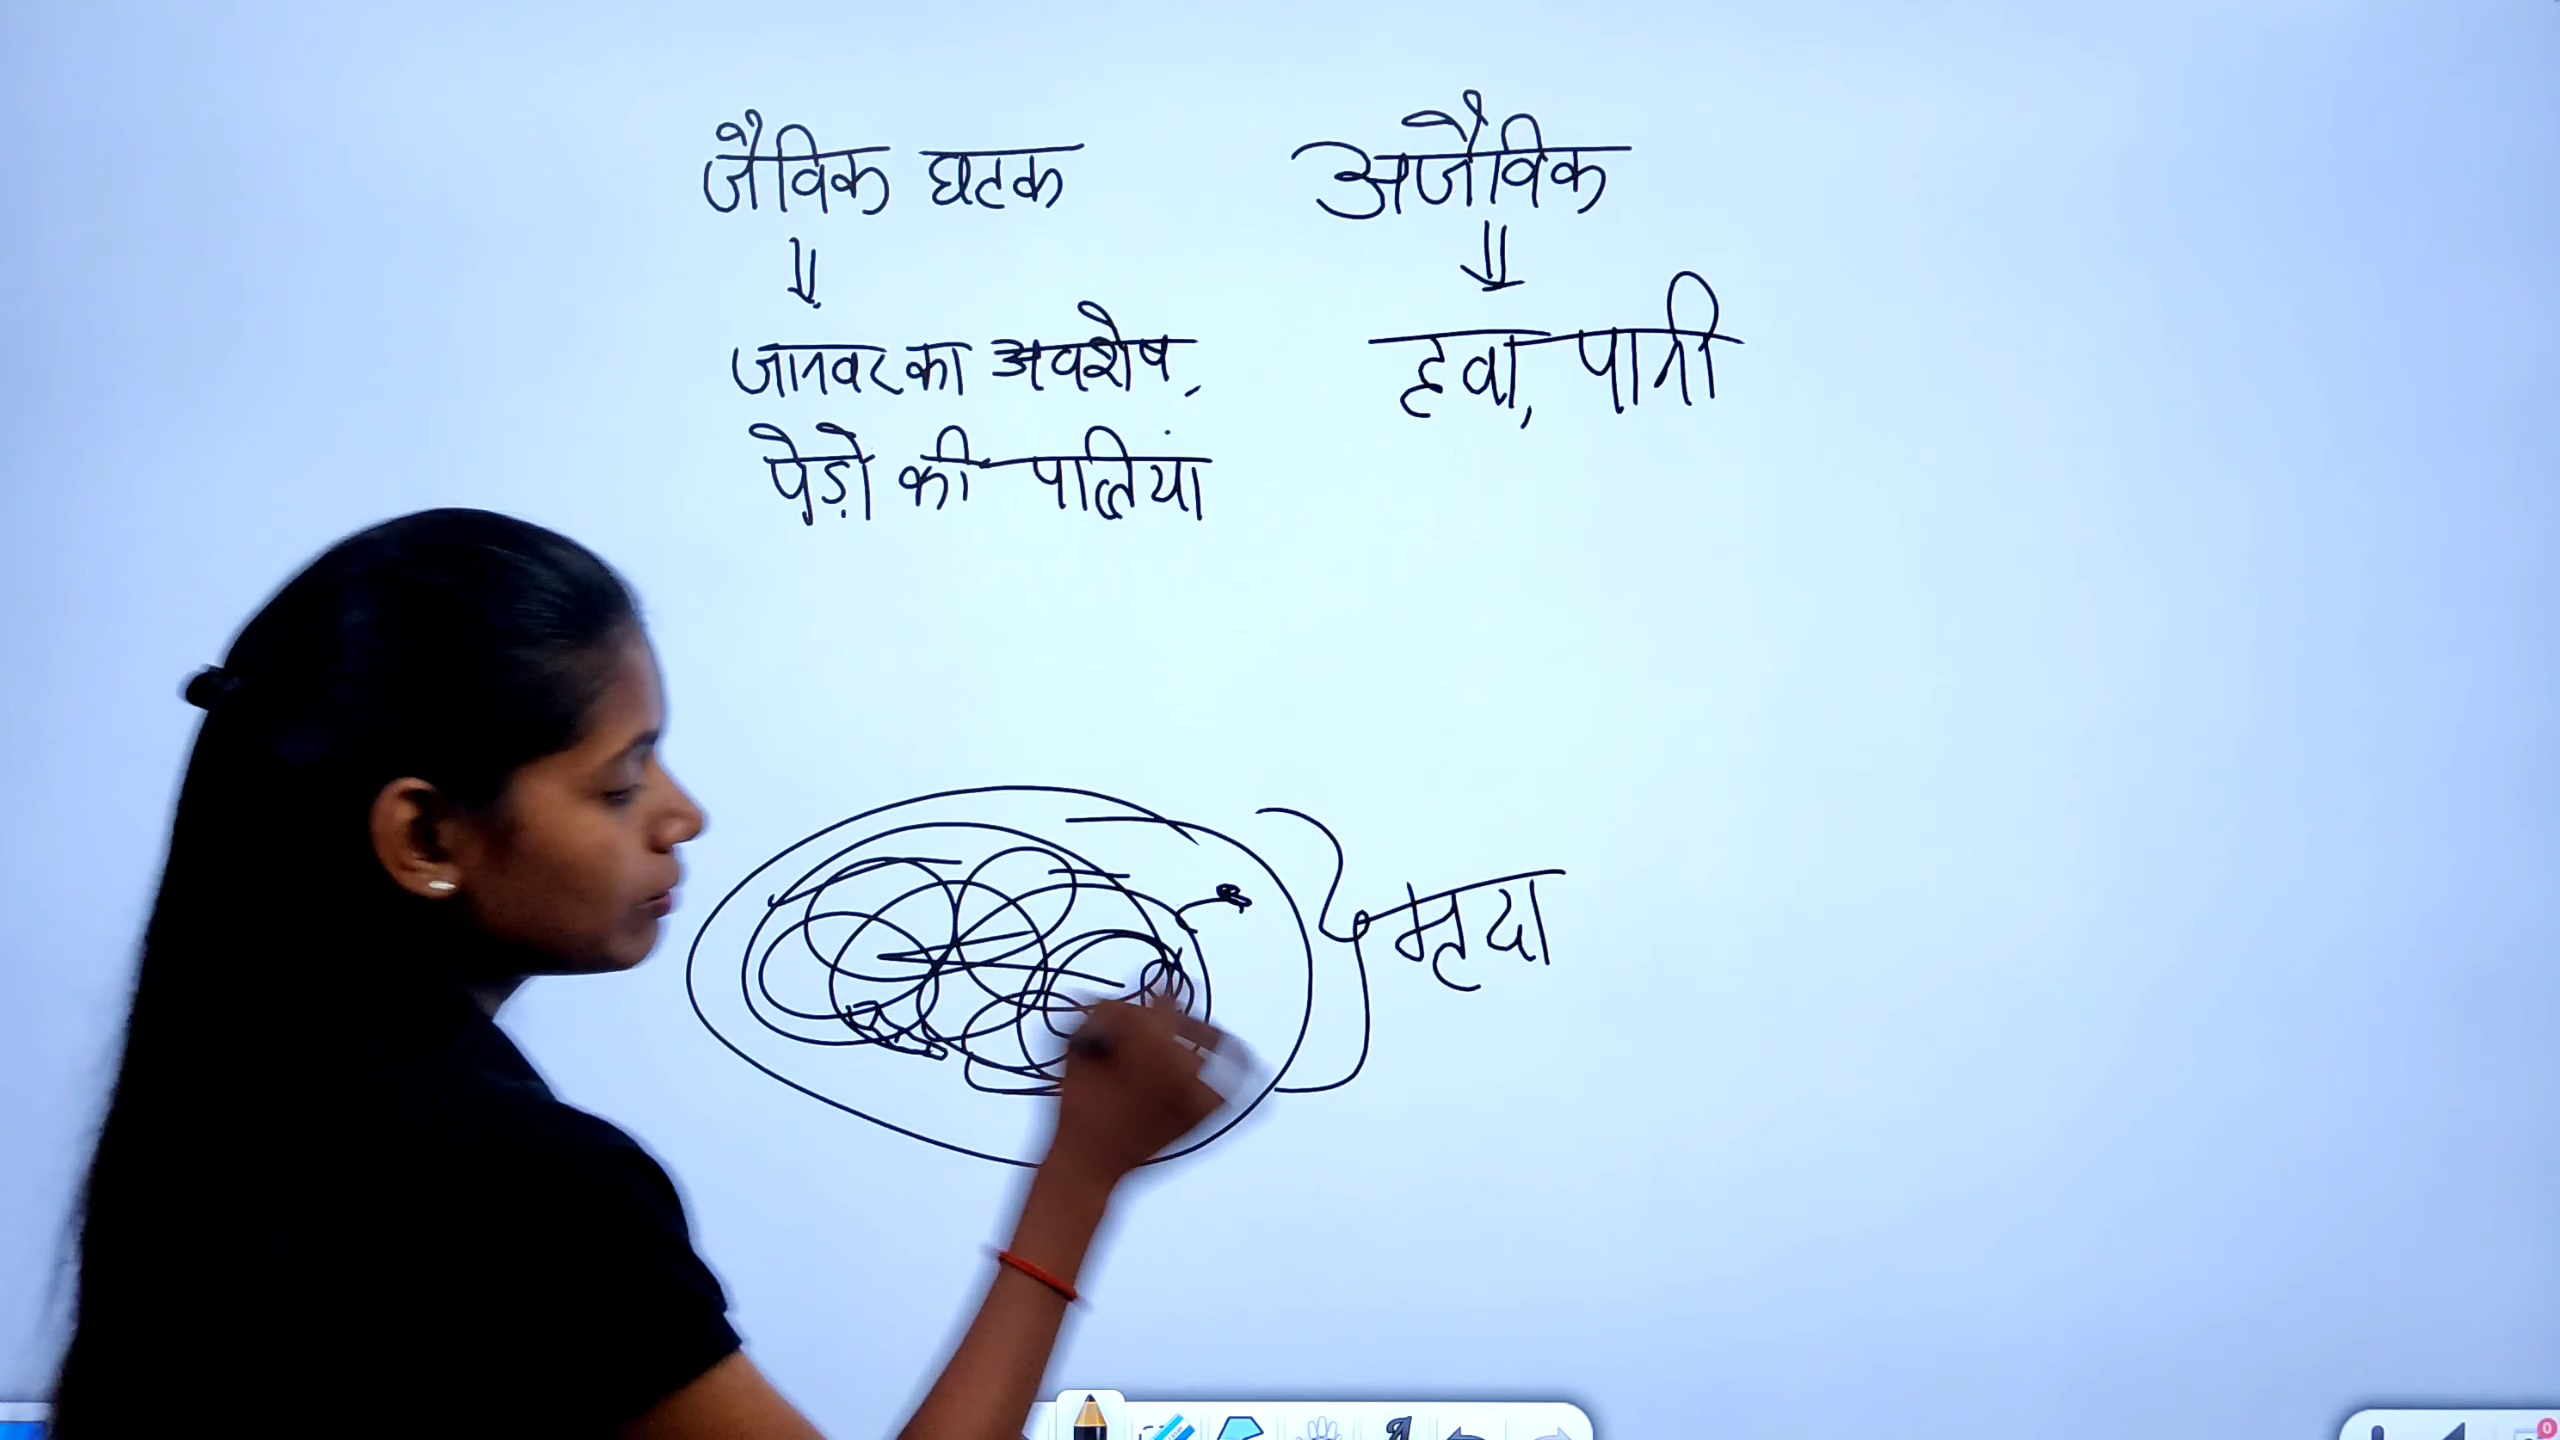 जैविक घटक
अजैविक
जानवर का अवशेष,
पेड़ो की पत्तियां
हवा, पानी
मृदा